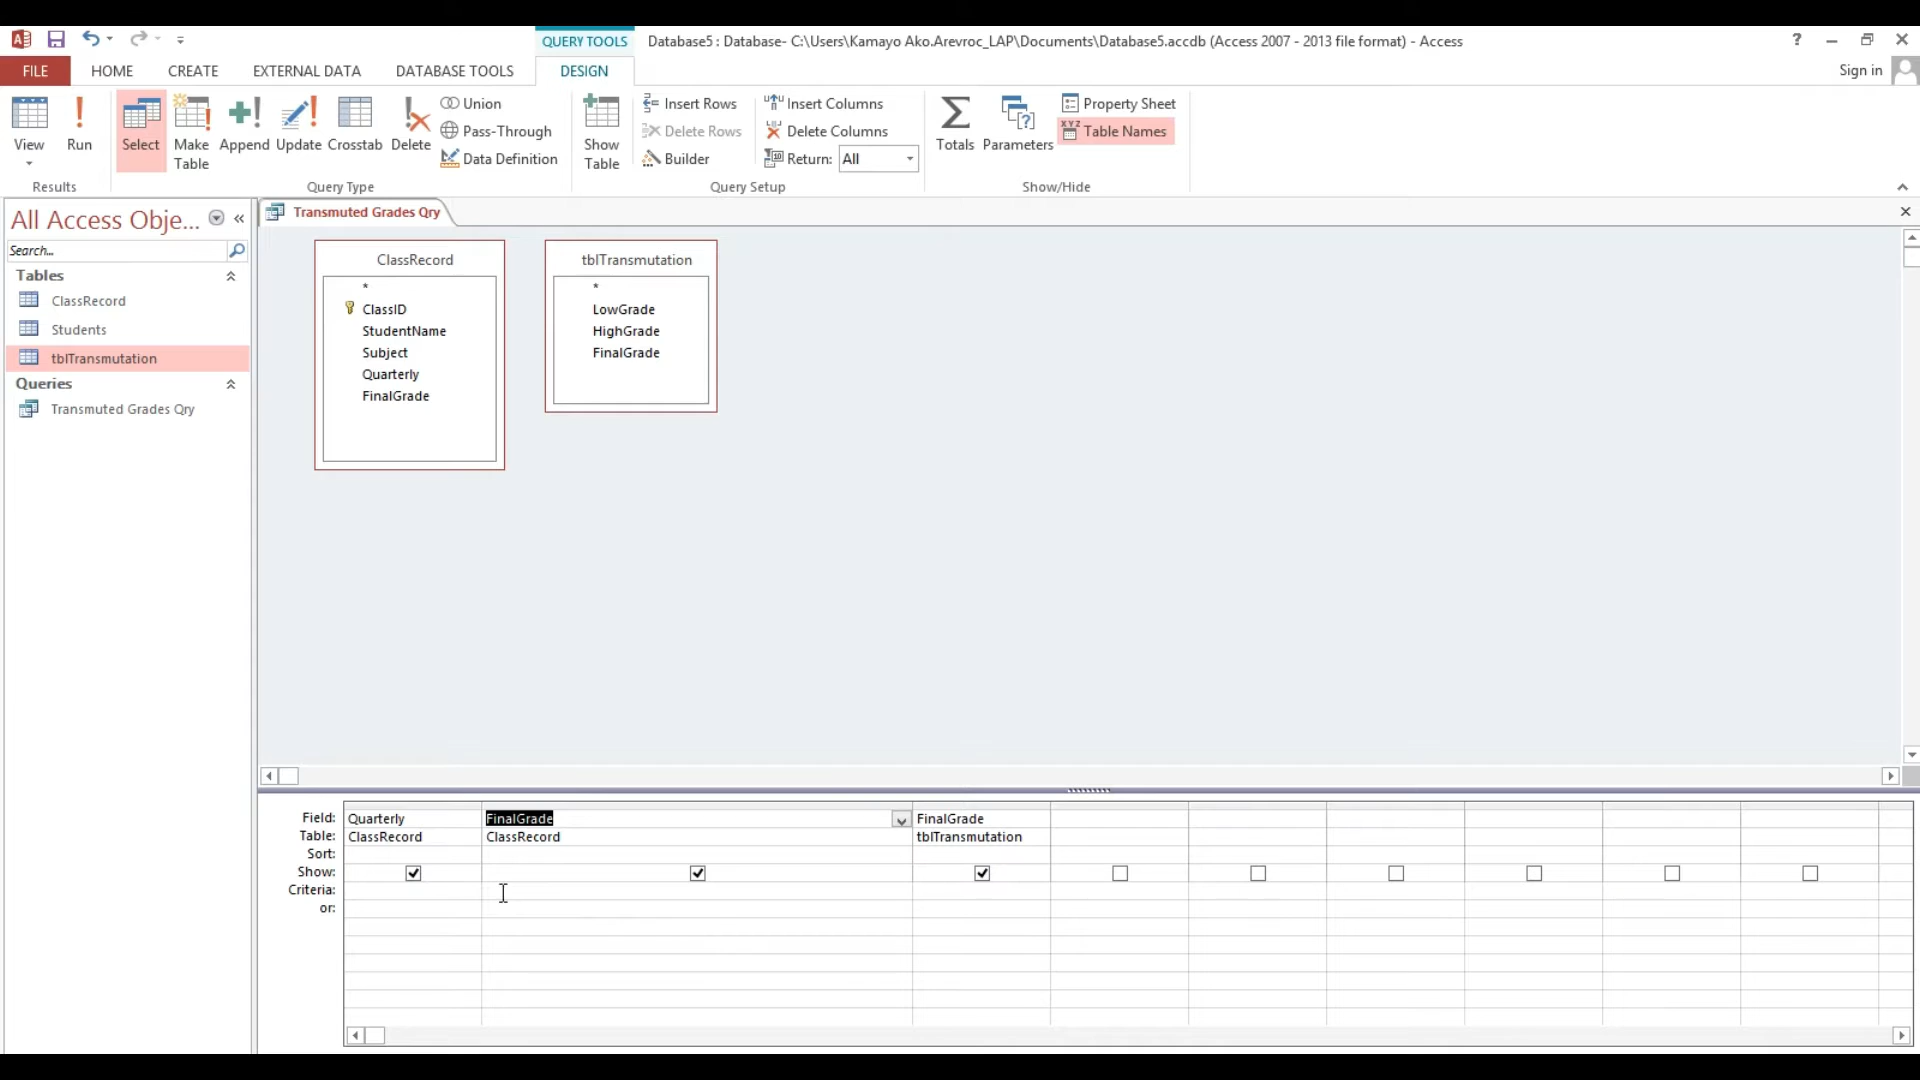 QUERY TOOLS
Database5 : Database- C:\Users\Kamayo Ako.Arevroc_LAP\Documents\Database5.accdb (Access 2007 - 2013 file format) - Access
?
FILE
HOME
CREATE
EXTERNAL DATA
DATABASE TOOLS
DESIGN
Sign in
View
Run
Results
Select
Make Table
Append
Update
Crosstab
Delete
Union
Pass-Through
Data Definition
Query Type
Show Table
Insert Rows
Delete Rows
Builder
Insert Columns
Delete Columns
Return: All
Query Setup
Totals
Parameters
Property Sheet
Table Names
Show/Hide
All Access Obje...
Search...
Tables
ClassRecord
Students
tblTransmutation
Queries
Transmuted Grades Qry
Transmuted Grades Qry
ClassRecord
*
ClassID
StudentName
Subject
Quarterly
FinalGrade
tblTransmutation
*
LowGrade
HighGrade
FinalGrade
Field: Quarterly FinalGrade FinalGrade
Table: ClassRecord ClassRecord tblTransmutation
Sort:
Show:
Criteria:
or: